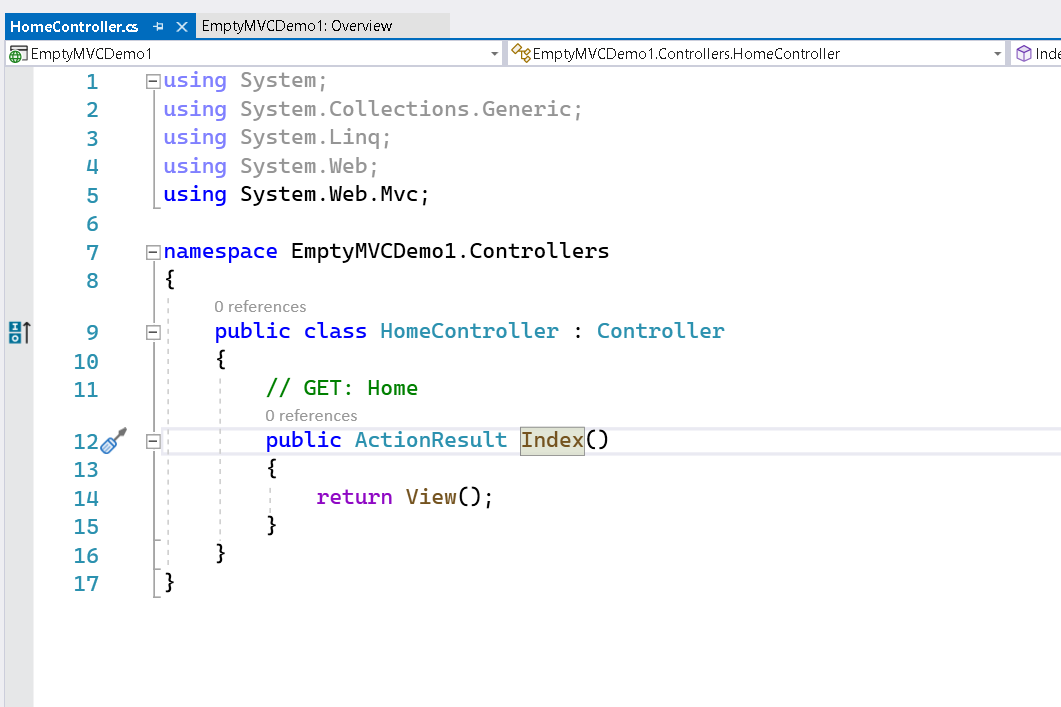 HomeController.cs EmptyMVCDemo1: Overview
EmptyMVCDemo1 EmptyMVCDemo1.Controllers.HomeController Inde
1 using System;
2 using System.Collections.Generic;
3 using System.Linq;
4 using System.Web;
5 using System.Web.Mvc;
6
7 namespace EmptyMVCDemo1.Controllers
8 {
0 references
9 public class HomeController : Controller
10 {
11 // GET: Home
0 references
12 public ActionResult Index()
13 {
14 return View();
15 }
16 }
17 }